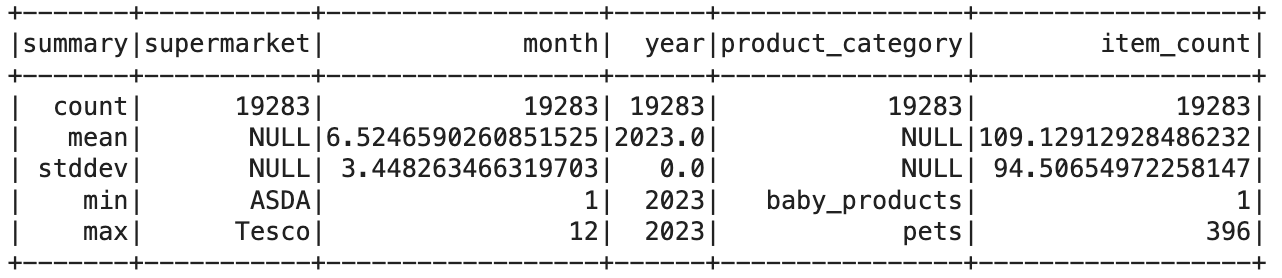 +-------+-----------+------------------+------+----------------+------------------+
|summary|supermarket|             month|  year|product_category|        item_count|
+-------+-----------+------------------+------+----------------+------------------+
|  count|      19283|             19283| 19283|           19283|             19283|
|   mean|       NULL|6.5246590260851525|2023.0|            NULL|109.12912928486232|
| stddev|       NULL| 3.448263466319703|   0.0|            NULL| 94.50654972258147|
|    min|       ASDA|                 1|  2023|   baby_products|                 1|
|    max|      Tesco|                12|  2023|            pets|               396|
+-------+-----------+------------------+------+----------------+------------------+